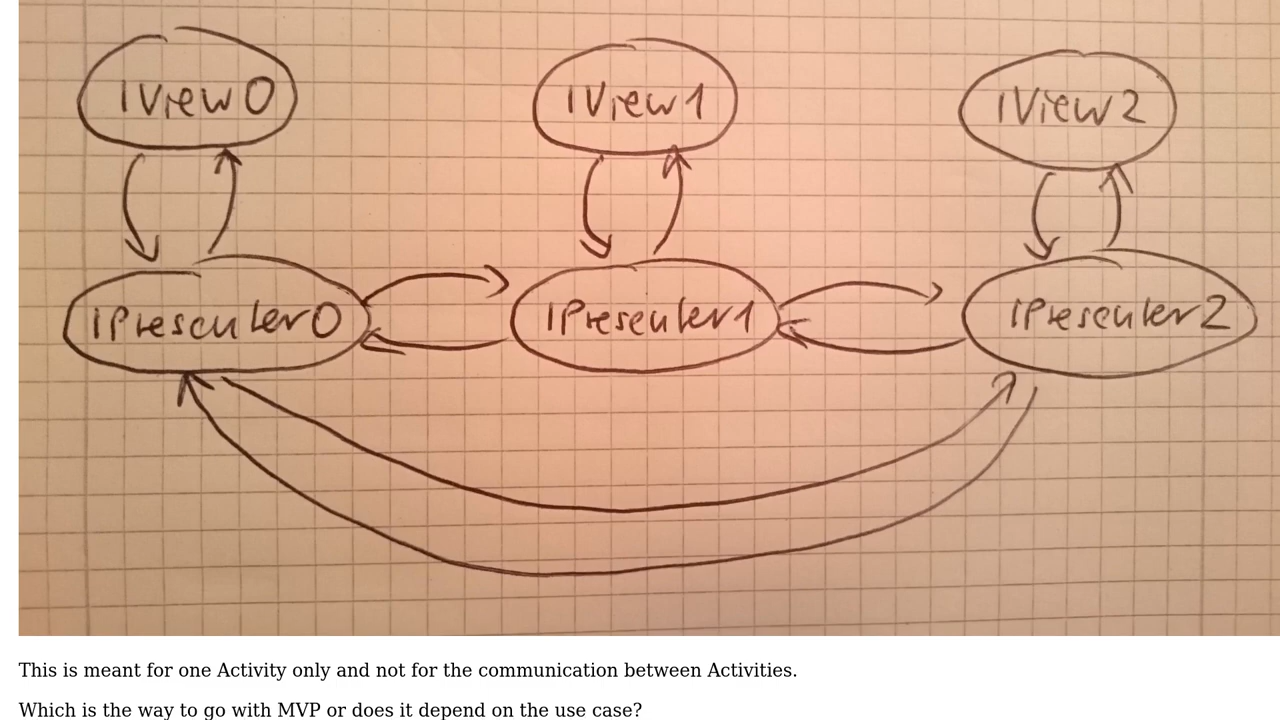 IView0 IView1 IView2
IPresenter0 IPresenter1 IPresenter2
This is meant for one Activity only and not for the communication between Activities.
Which is the way to go with MVP or does it depend on the use case?